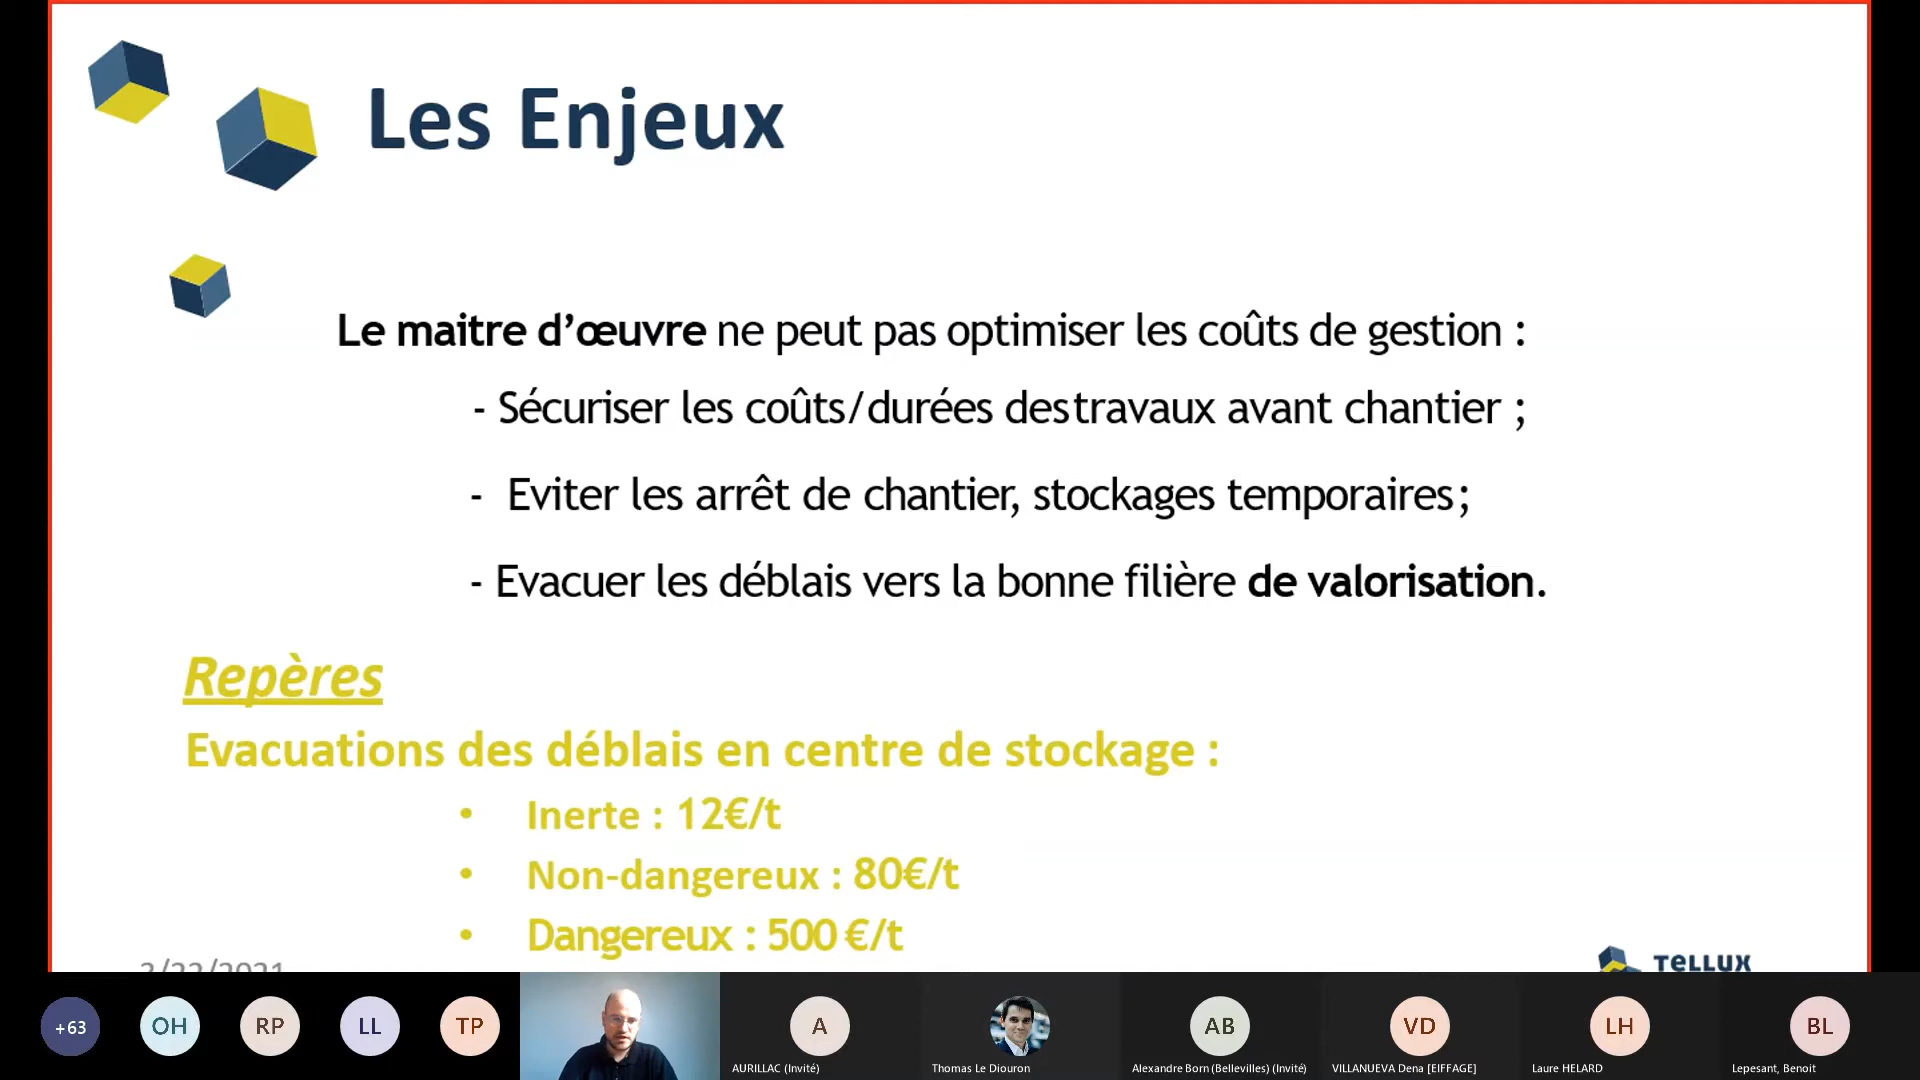 Les Enjeux
Le maitre d’œuvre ne peut pas optimiser les coûts de gestion :
- Sécuriser les coûts/durées des travaux avant chantier ;
- Eviter les arrêt de chantier, stockages temporaires;
- Evacuer les déblais vers la bonne filière de valorisation.
Repères
Evacuations des déblais en centre de stockage :
• Inerte : 12€/t
• Non-dangereux : 80€/t
• Dangereux : 500 €/t
TELLUX
+63
OH
RP
LL
TP
A
AB
VD
LH
BL
AURILLAC (Invité)
Thomas Le Diouron
Alexandre Born (Bellevilles) (Invité)
VILLANUEVA Dena [EIFFAGE]
Laure HELARD
Lepesant, Benoit